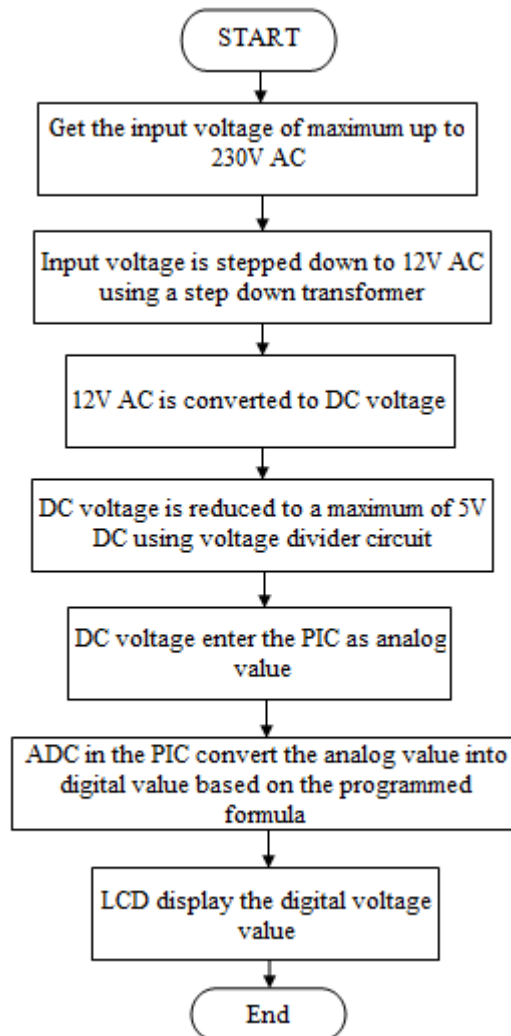 START
Get the input voltage of maximum up to
230V AC
Input voltage is stepped down to 12V AC
using a step down transformer
12V AC is converted to DC voltage
DC voltage is reduced to a maximum of 5V
DC using voltage divider circuit
DC voltage enter the PIC as analog
value
ADC in the PIC convert the analog value into
digital value based on the programmed
formula
LCD display the digital voltage
value
End